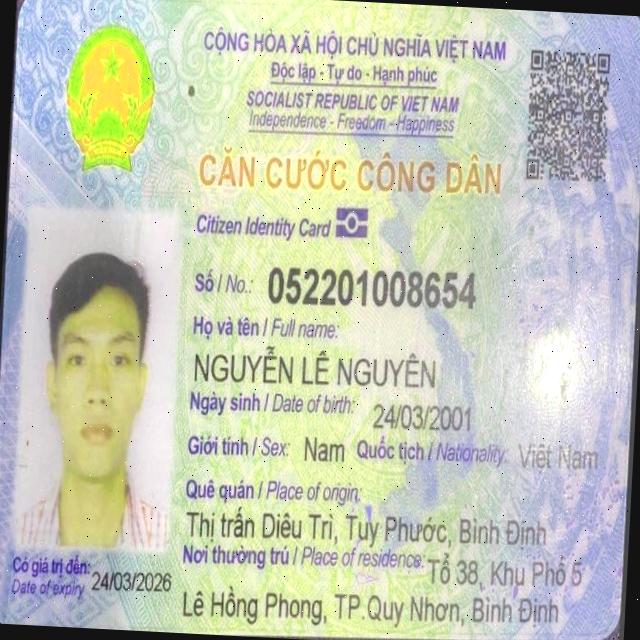 CỘNG HÒA XÃ HỘI CHỦ NGHĨA VIỆT NAM
Độc lập - Tự do - Hạnh phúc
SOCIALIST REPUBLIC OF VIET NAM
Independence - Freedom - Happiness
CĂN CƯỚC CÔNG DÂN
Citizen Identity Card
Số / No.: 052201008654
Họ và tên / Full name:
NGUYỄN LÊ NGUYÊN
Ngày sinh / Date of birth: 24/03/2001
Giới tính / Sex: Nam Quốc tịch / Nationality: Việt Nam
Quê quán / Place of origin:
Thị trấn Diêu Trì, Tuy Phước, Bình Định
Nơi thường trú / Place of residence: Tổ 38, Khu Phố 5
Lê Hồng Phong, TP.Quy Nhơn, Bình Định
Có giá trị đến: 24/03/2026
Date of expiry